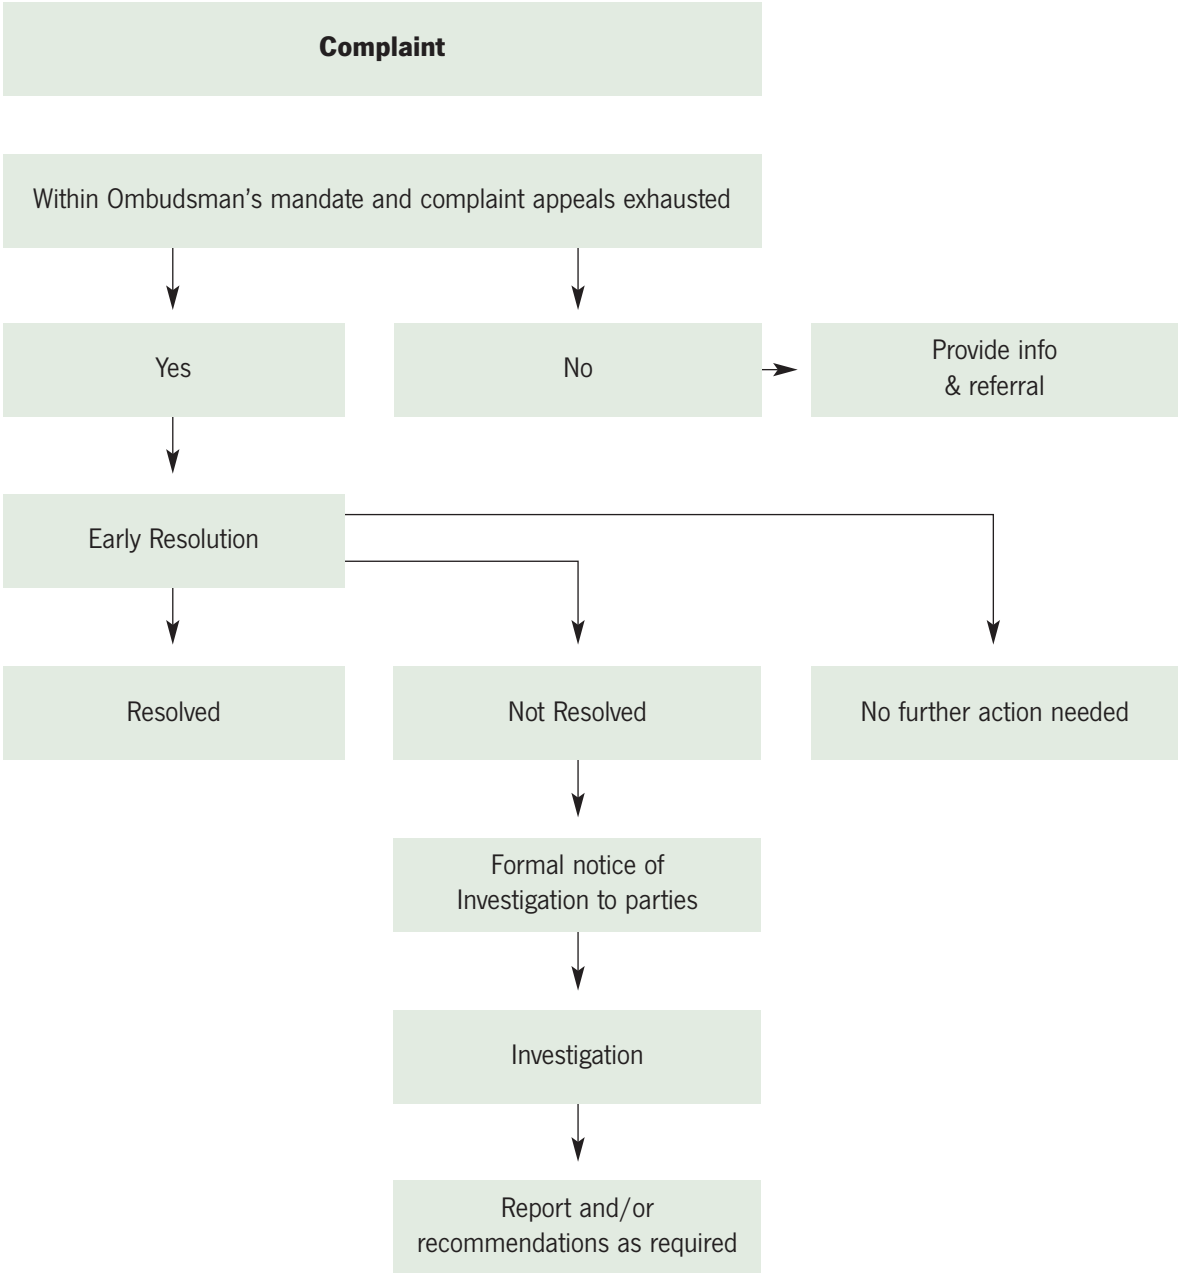 Complaint
Within Ombudsman’s mandate and complaint appeals exhausted
Yes
No
Provide info
& referral
Early Resolution
Resolved
Not Resolved
No further action needed
Formal notice of
Investigation to parties
Investigation
Report and/or
recommendations as required